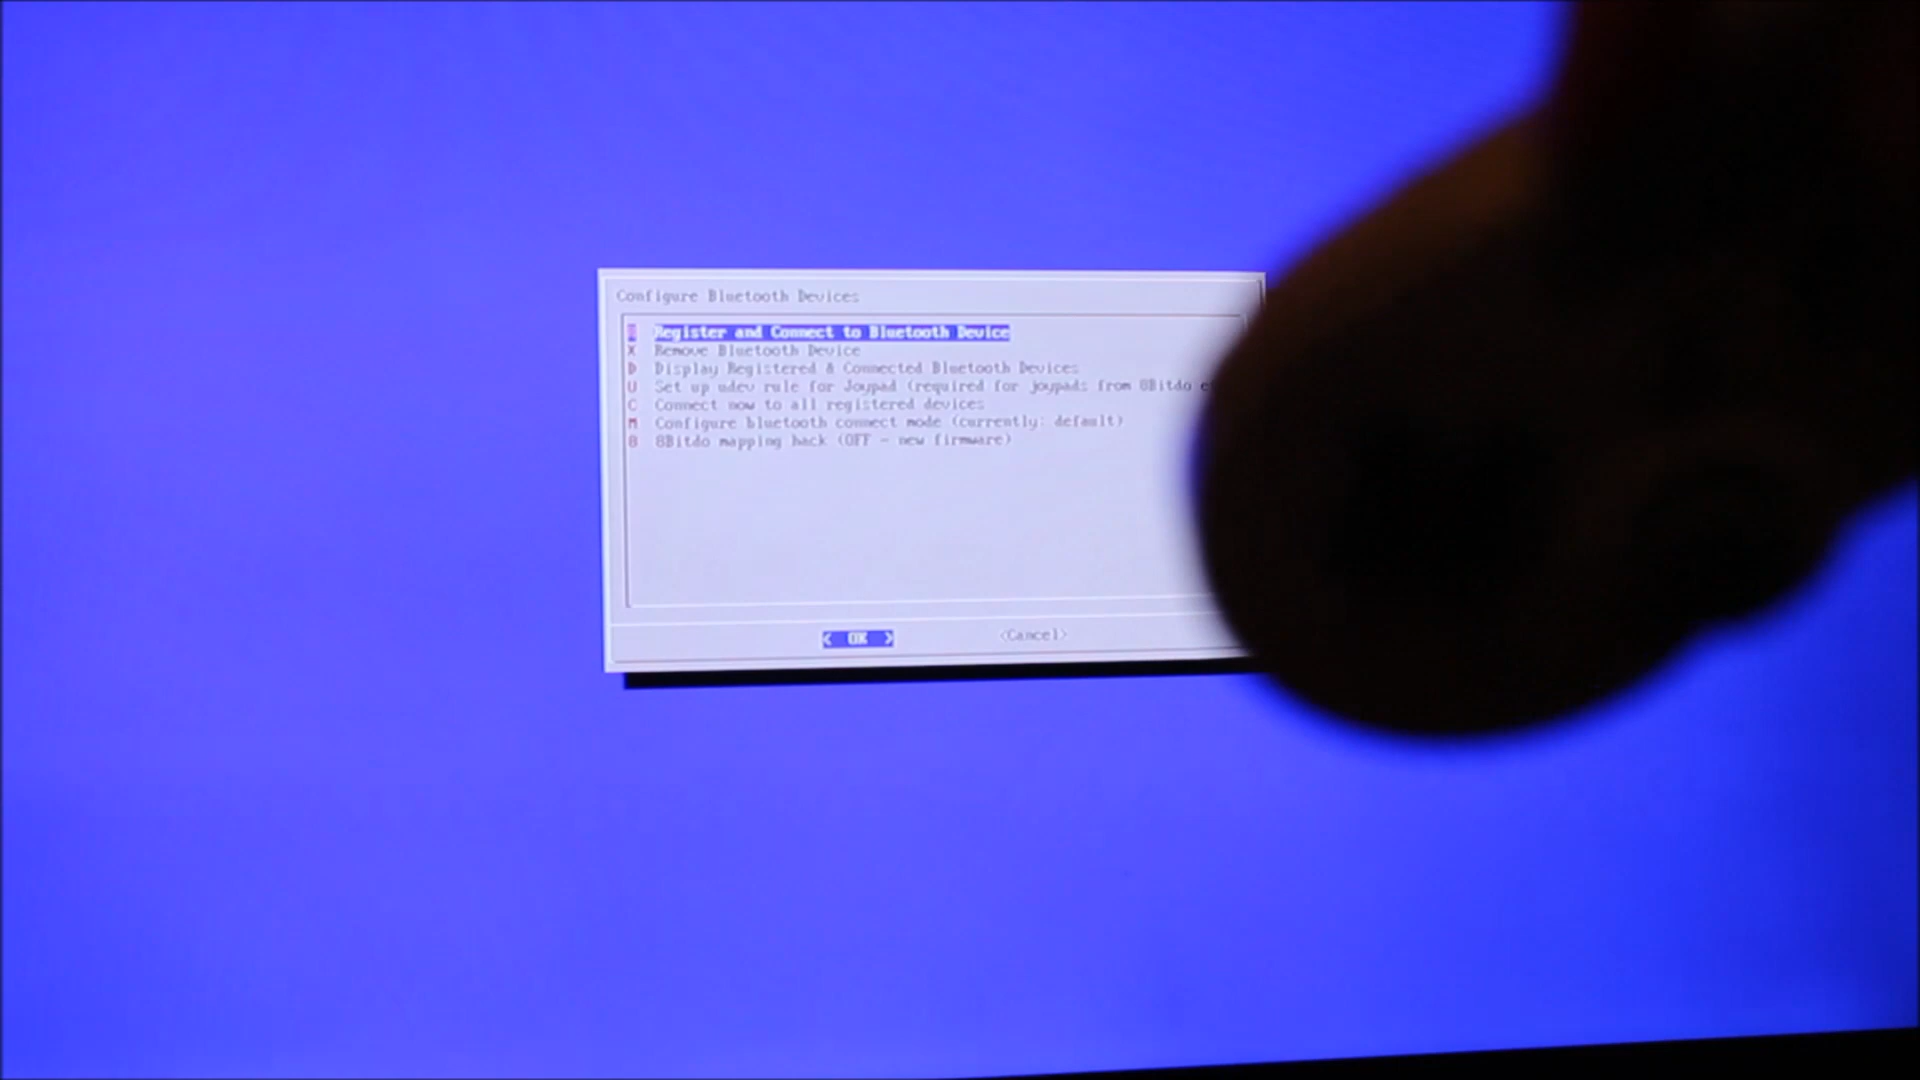 Configure Bluetooth Devices
Register and Connect to Bluetooth Device
X Remove Bluetooth Device
D Display Registered & Connected Bluetooth Devices
U Set up udev rule for Joypad (required for joypads from 8Bitdo
C Connect now to all registered devices
M Configure bluetooth connect mode (currently: default)
8 8Bitdo mapping hack (OFF - new firmware)
< OK > <Cancel>